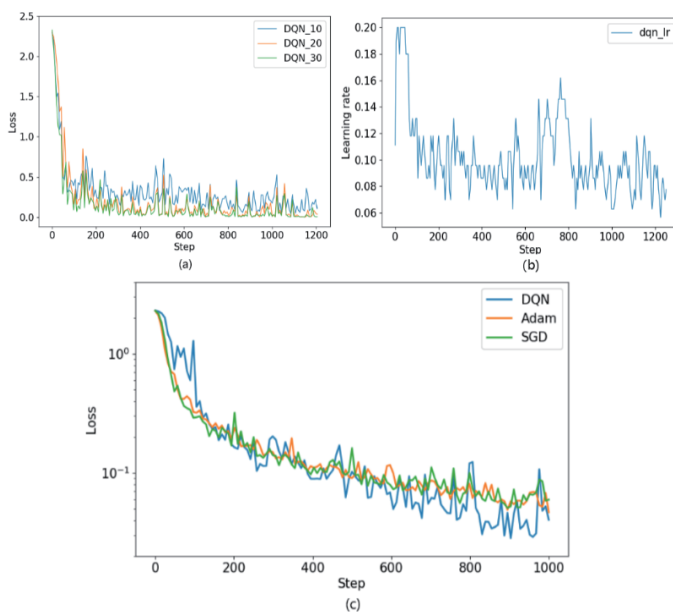 2.5
2.0
1.5
1.0
0.5
0.0
Loss
DQN_10
DQN_20
DQN_30
0 200 400 600 800 1000 1200
Step
(a)
0.20
0.18
0.16
0.14
0.12
0.10
0.08
0.06
Learning rate
dqn_lr
0 200 400 600 800 1000 1200
Step
(b)
10⁰
10⁻¹
Loss
DQN
Adam
SGD
0 200 400 600 800 1000
Step
(c)